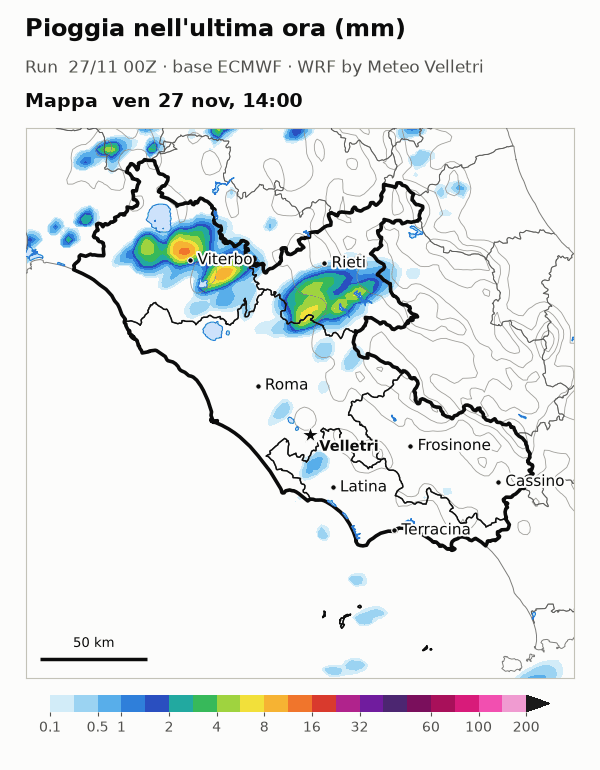 Pioggia nell'ultima ora (mm)
Run 27/11 00Z · base ECMWF · WRF by Meteo Velletri
Mappa ven 27 nov, 14:00
Viterbo
Rieti
Roma
Velletri
Frosinone
Latina
Cassino
Terracina
50 km
0.1 0.5 1 2 4 8 16 32 60 100 200